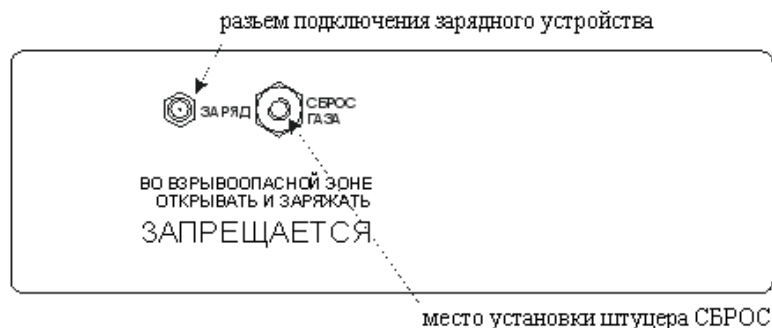 разъем подключения зарядного устройства
ЗАРЯД
СБРОС
ГАЗА
ВО ВЗРЫВООПАСНОЙ ЗОНЕ
ОТКРЫВАТЬ И ЗАРЯЖАТЬ
ЗАПРЕЩАЕТСЯ
место установки штуцера СБРОС